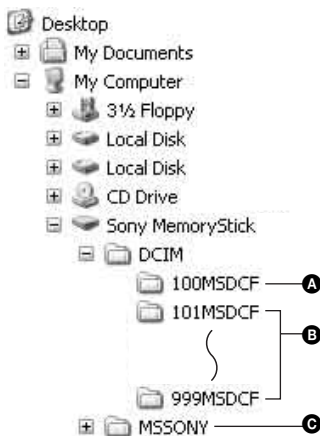 Desktop
My Documents
My Computer
3½ Floppy
Local Disk
Local Disk
CD Drive
Sony MemoryStick
DCIM
100MSDCF A
101MSDCF
B
999MSDCF
MSSONY C